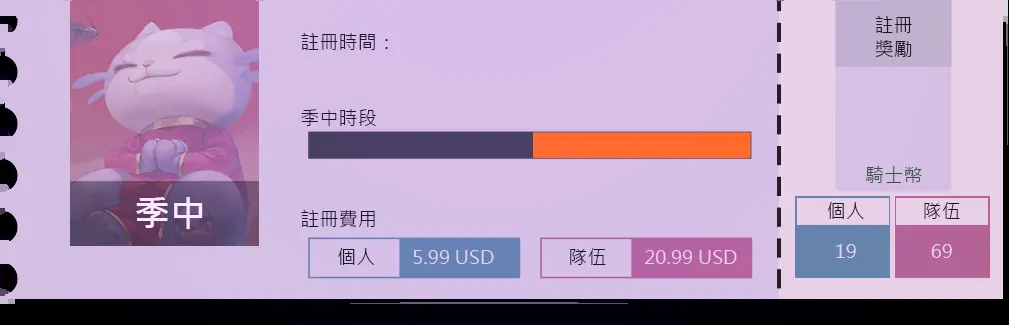 季中
註冊時間：
季中時段
註冊費用
個人 5.99 USD
隊伍 20.99 USD
註冊
獎勵
騎士幣
個人 隊伍
19 69